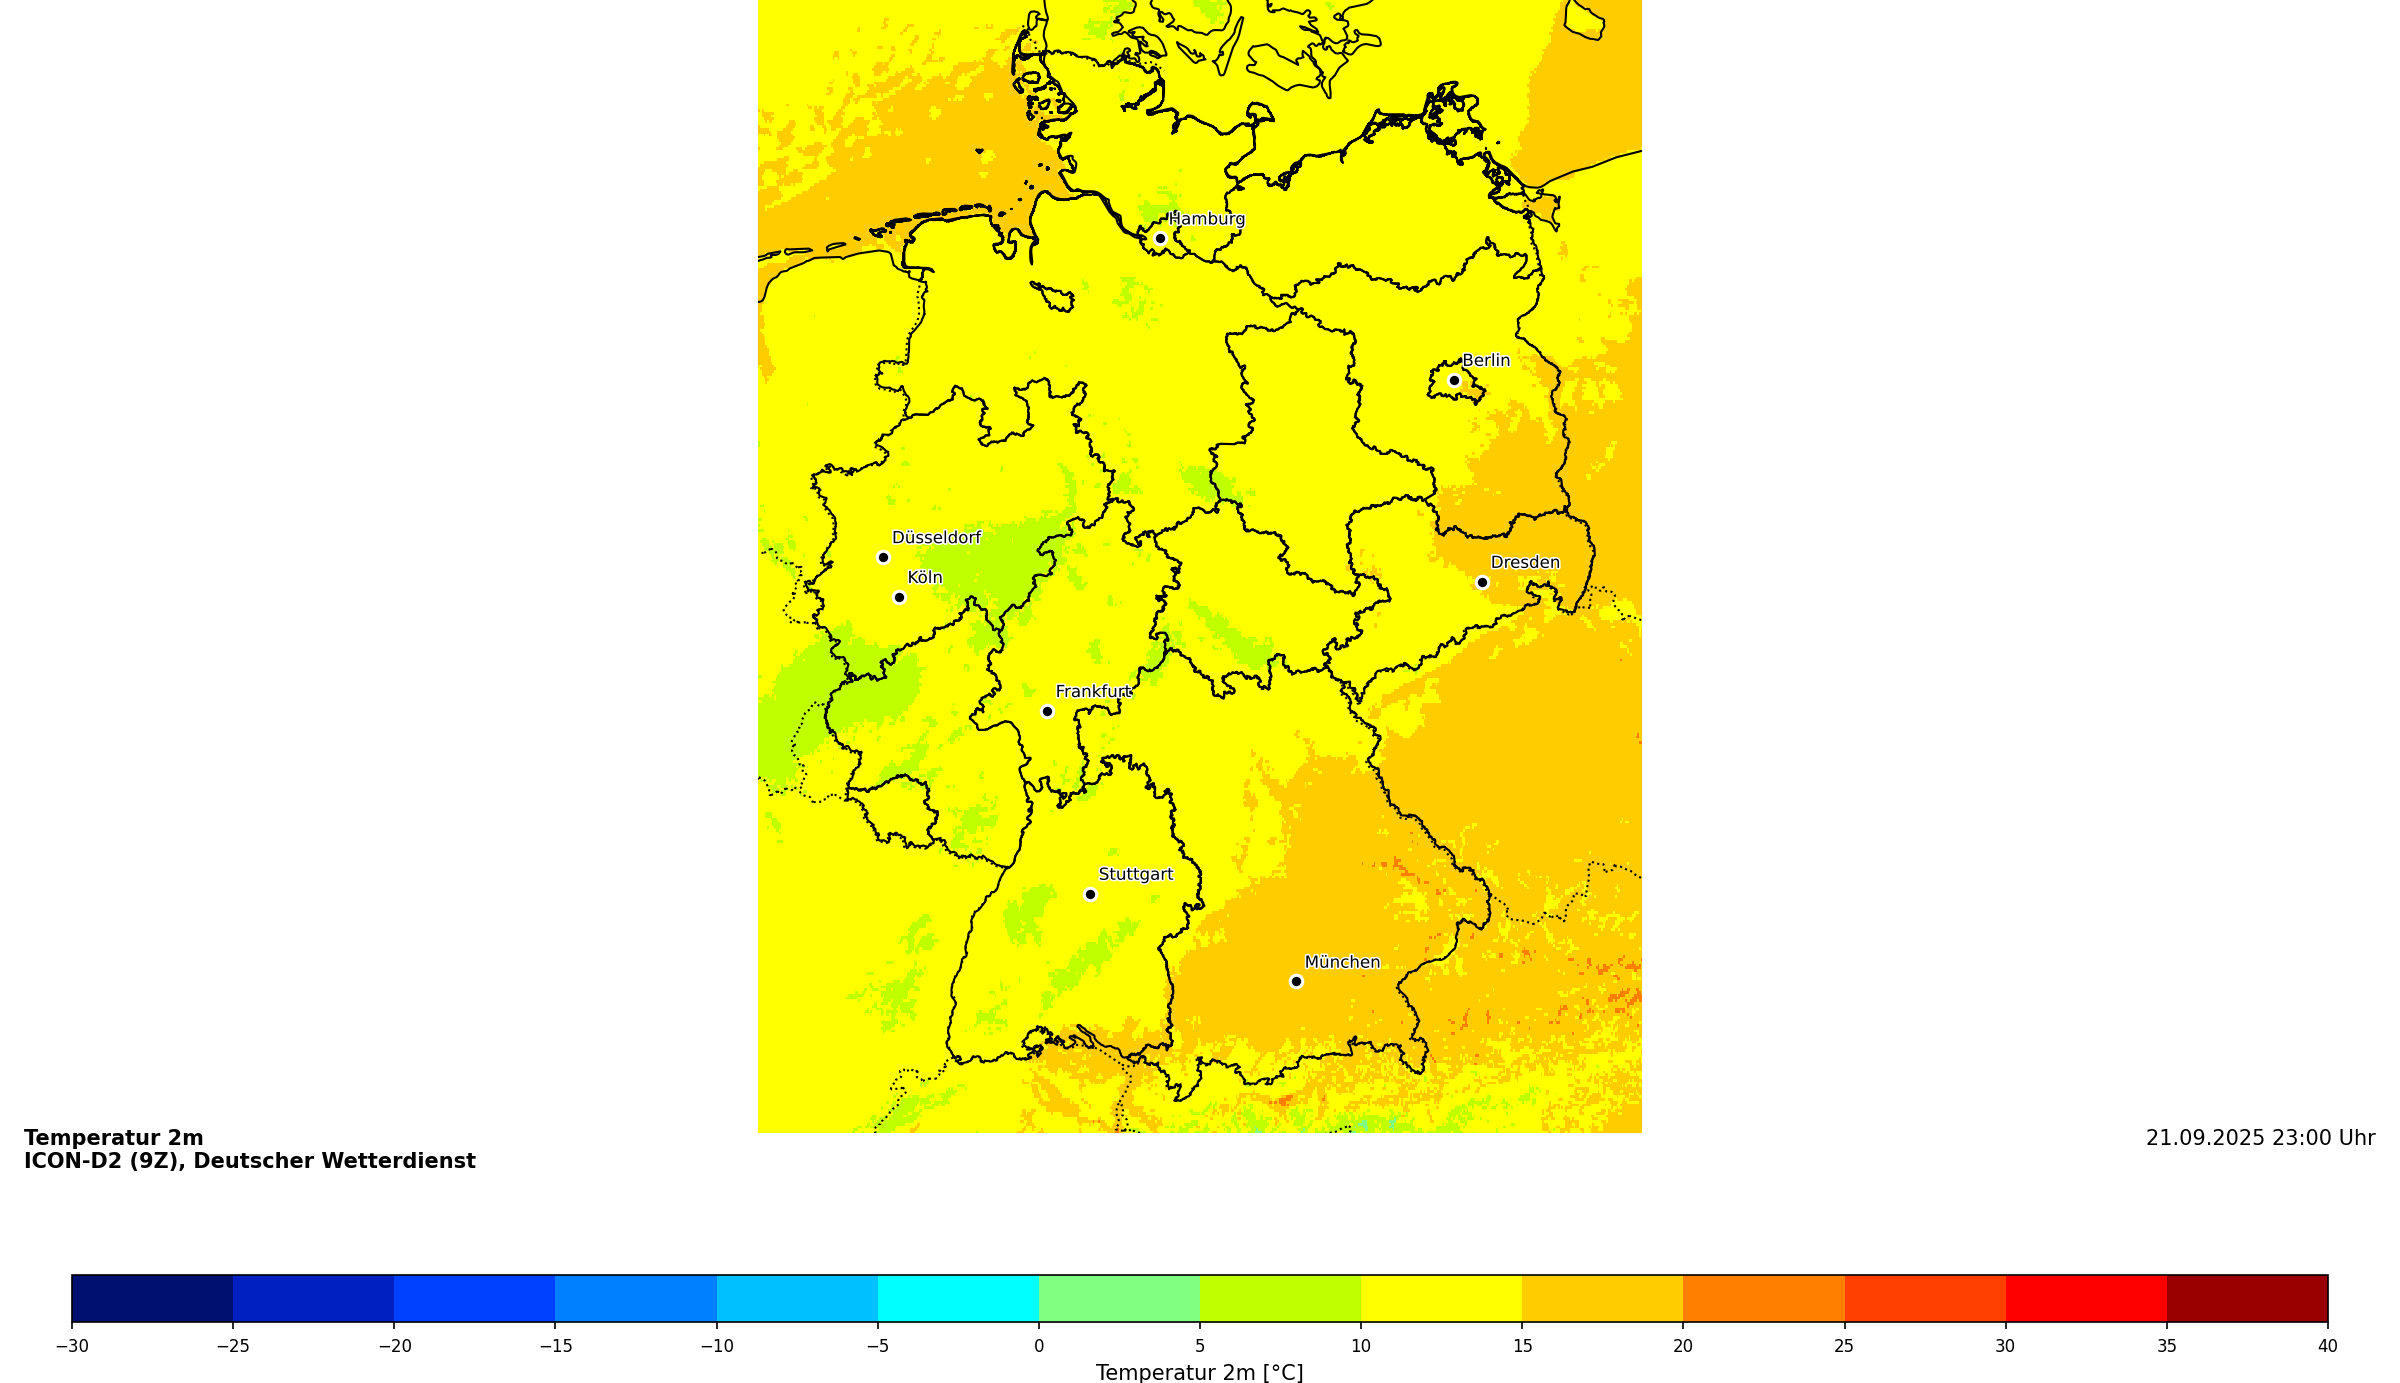 Hamburg
Berlin
Düsseldorf
Köln
Dresden
Frankfurt
Stuttgart
München
Temperatur 2m
ICON-D2 (9Z), Deutscher Wetterdienst
21.09.2025 23:00 Uhr
−30 −25 −20 −15 −10 −5 0 5 10 15 20 25 30 35 40
Temperatur 2m [°C]